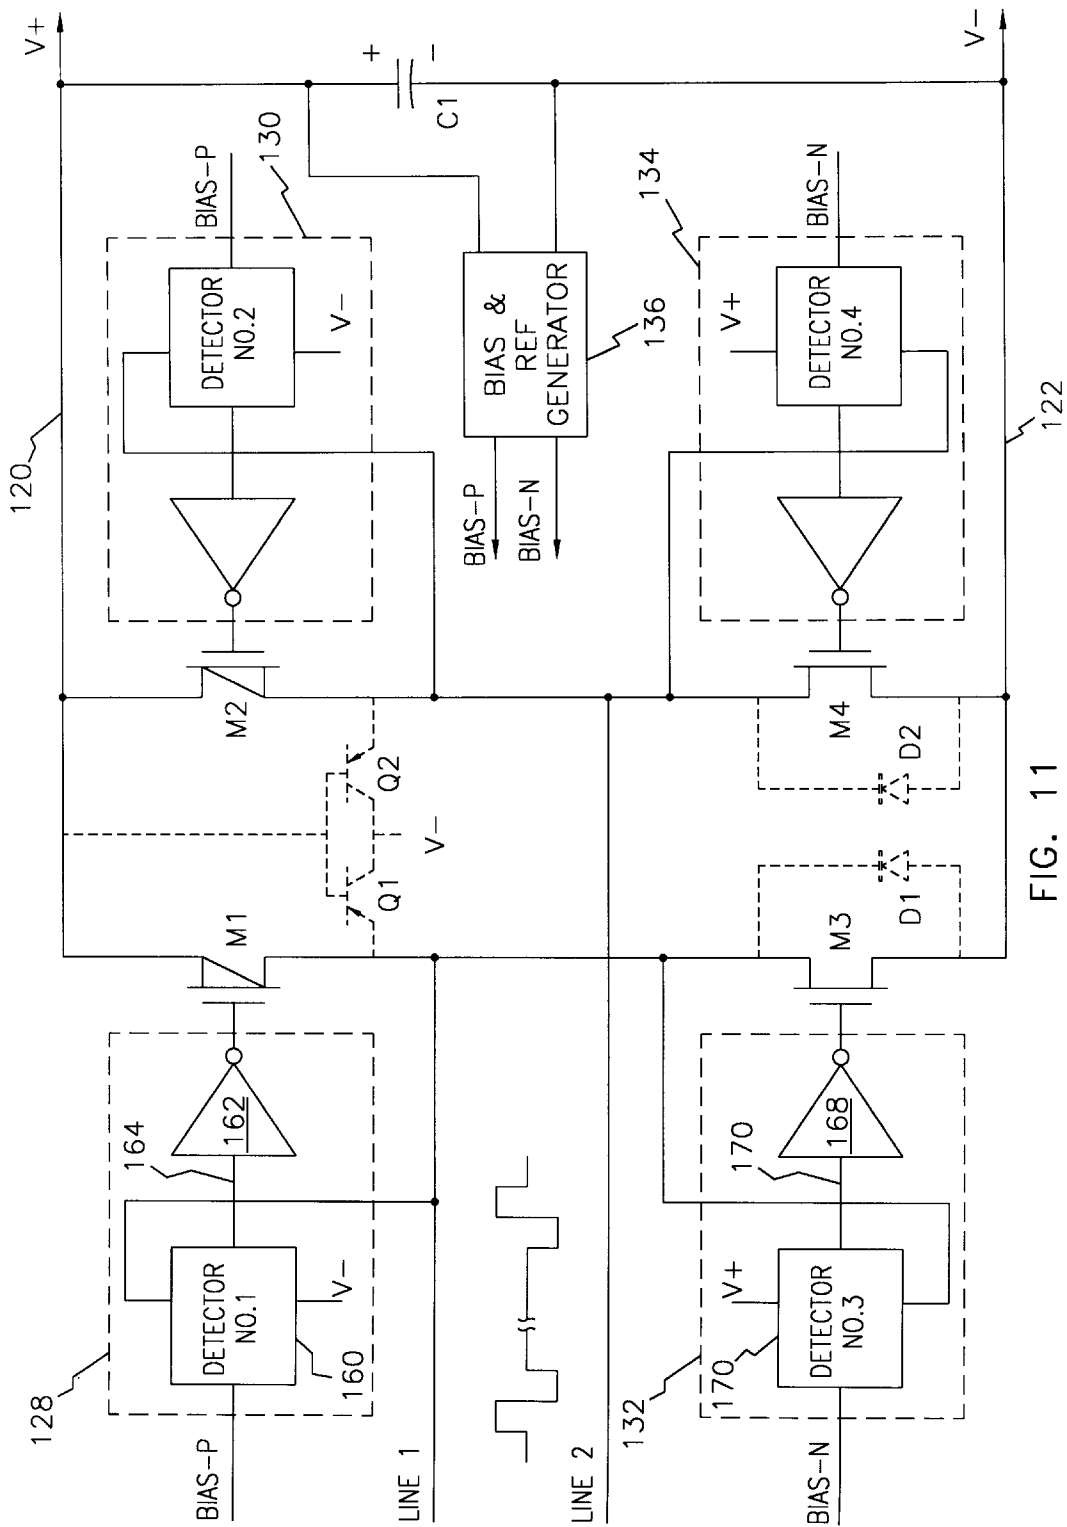 120
V+
BIAS-P
130
DETECTOR
NO.2
V-
M2
M1
Q1
Q2
V-
128
164
162
DETECTOR
NO.1
160
V-
BIAS-P
LINE 1
LINE 2
+
-
C1
BIAS &
REF
GENERATOR
136
BIAS-P
BIAS-N
134
BIAS-N
V+
DETECTOR
NO.4
M4
D2
D1
M3
132
V+
170
170
168
DETECTOR
NO.3
BIAS-N
122
V-
FIG. 11